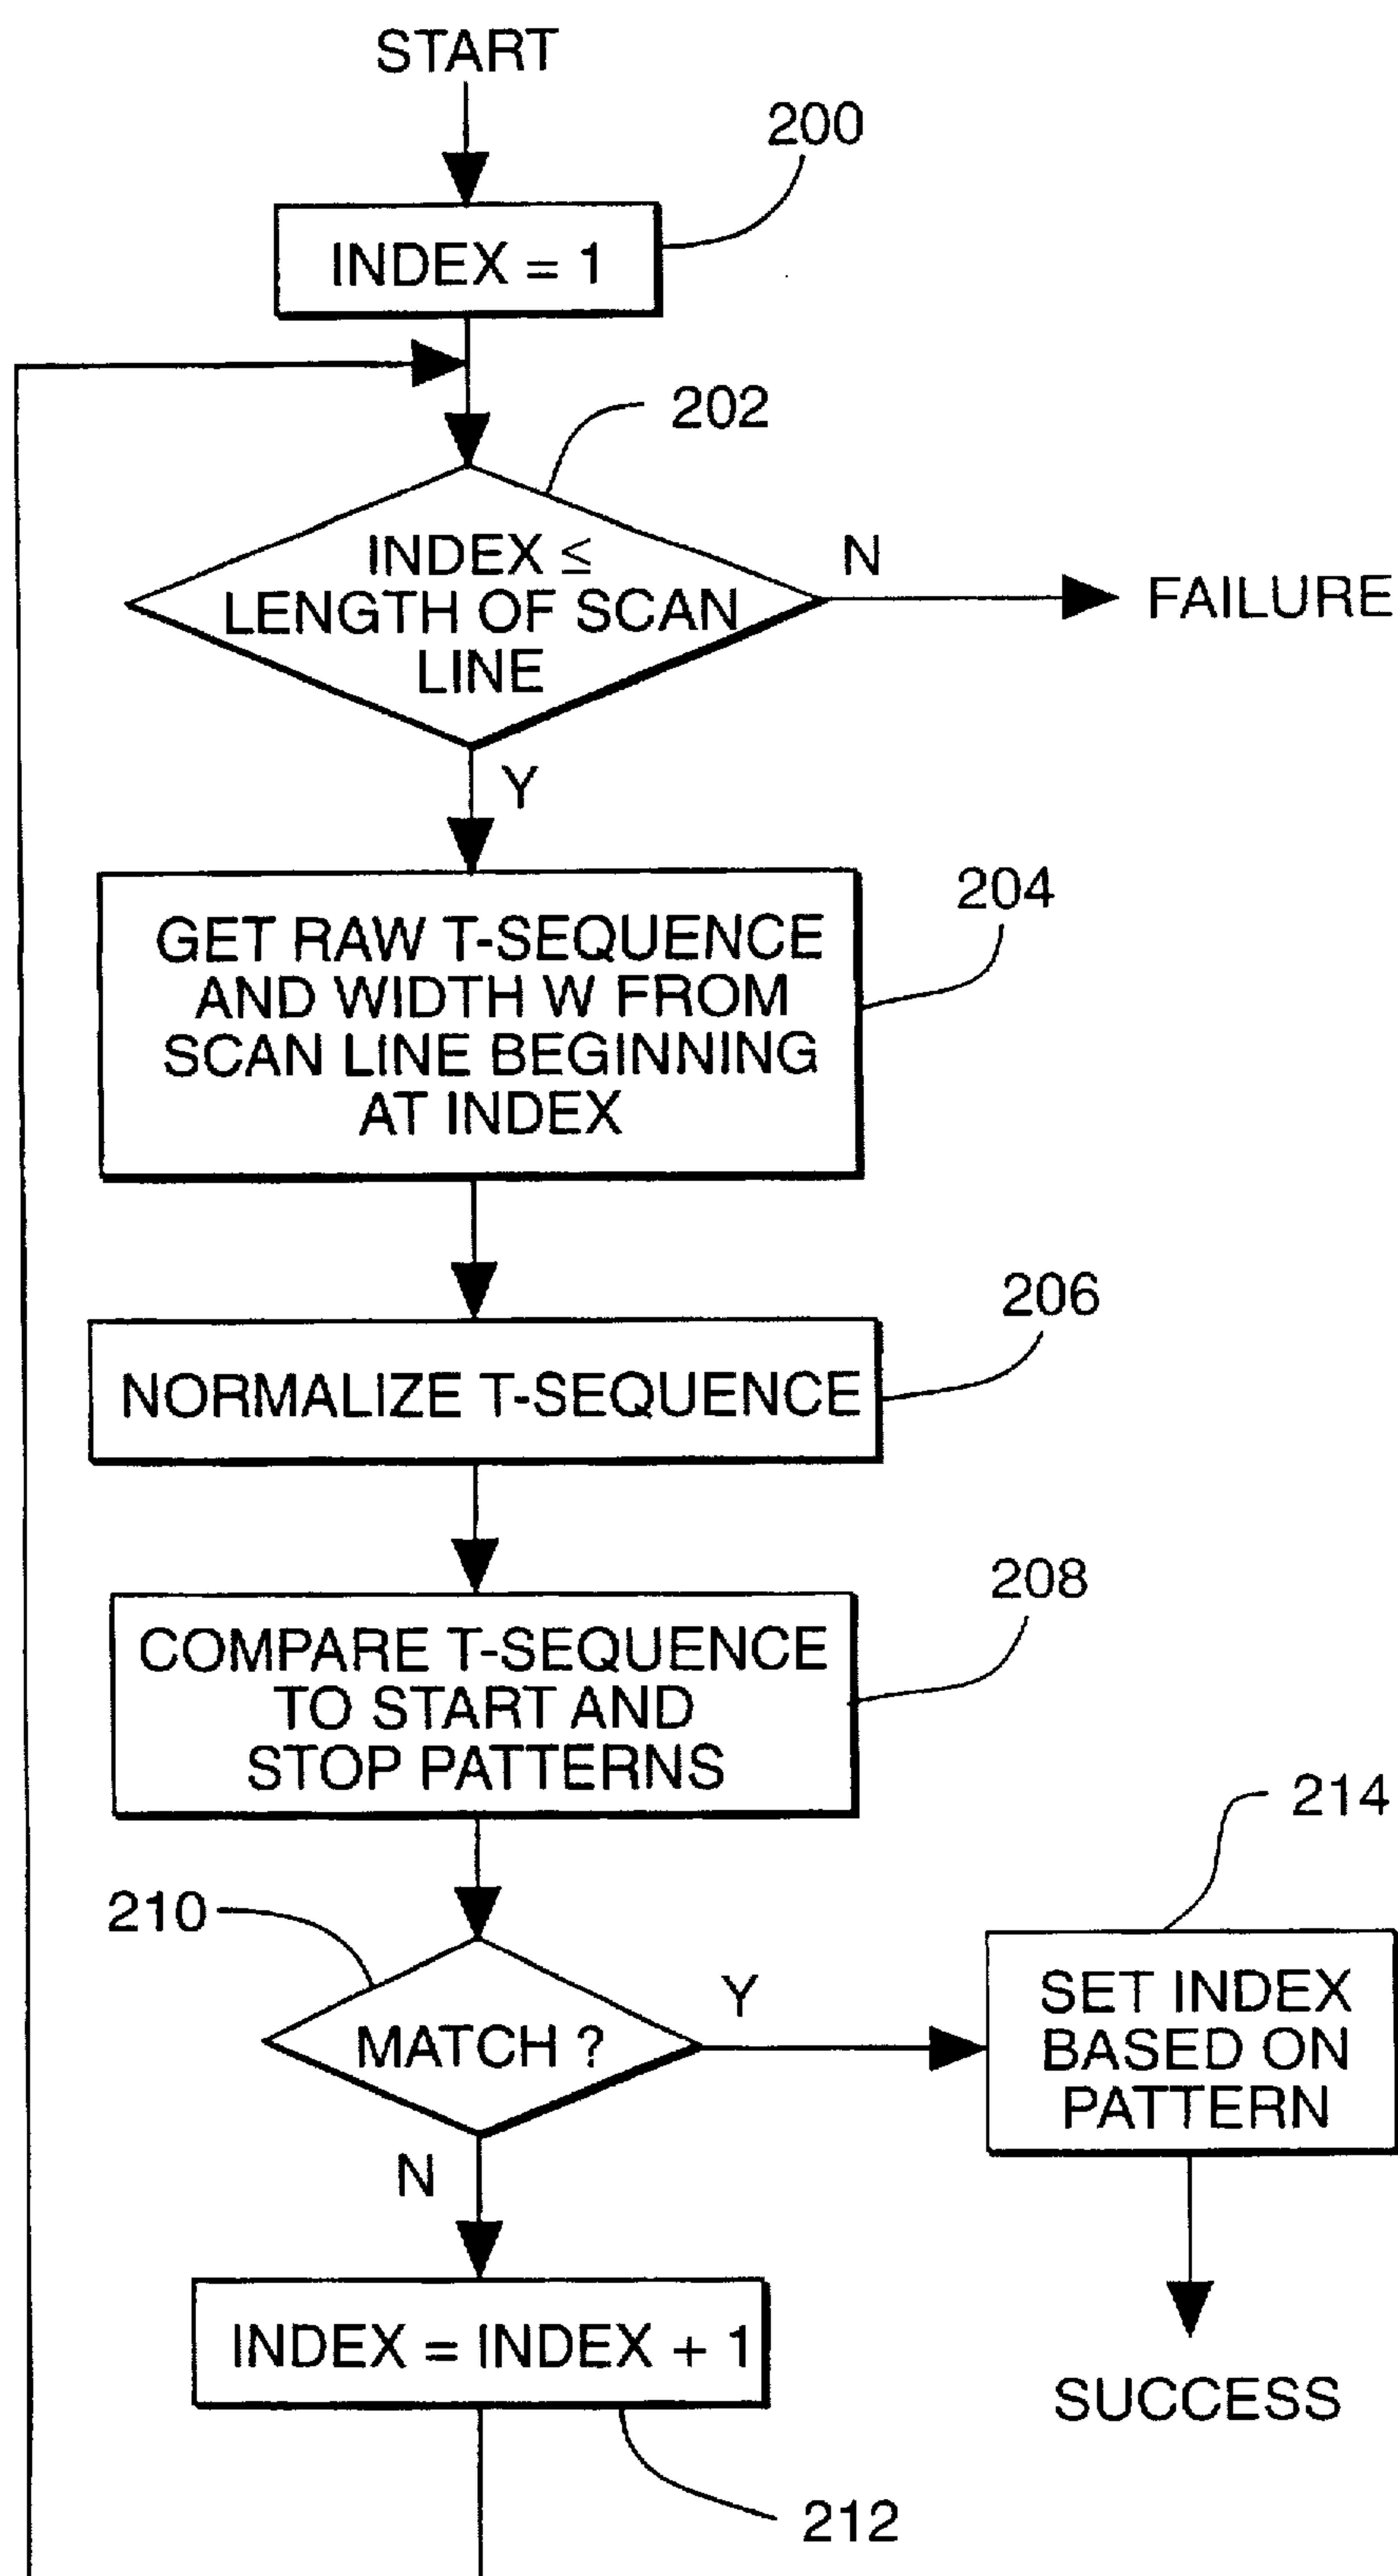 START
200
INDEX = 1
202
INDEX ≤
LENGTH OF SCAN
LINE
N
FAILURE
Y
204
GET RAW T-SEQUENCE
AND WIDTH W FROM
SCAN LINE BEGINNING
AT INDEX
206
NORMALIZE T-SEQUENCE
208
COMPARE T-SEQUENCE
TO START AND
STOP PATTERNS
214
210
MATCH ?
Y
SET INDEX
BASED ON
PATTERN
N
INDEX = INDEX + 1
SUCCESS
212